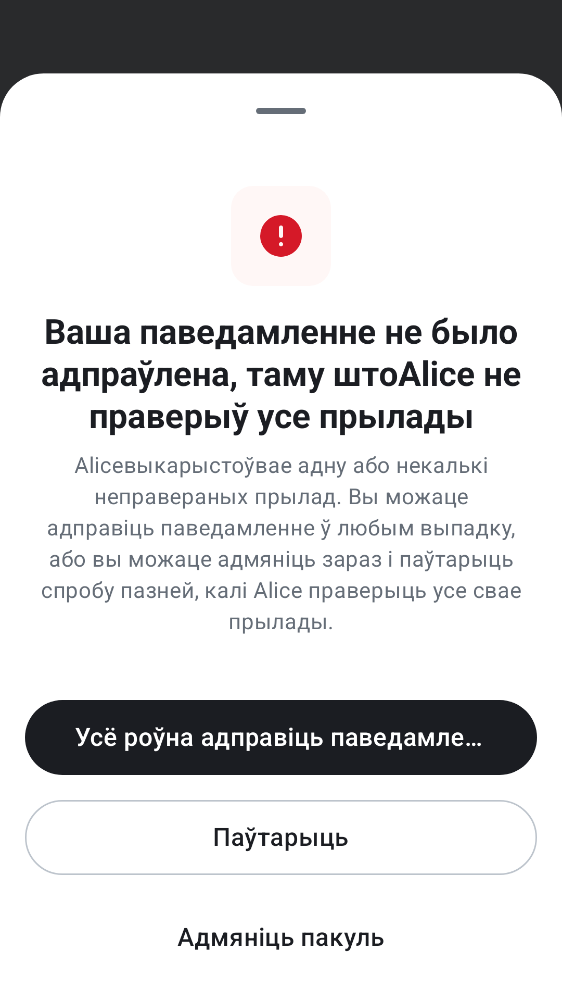 Ваша паведамленне не было
адпраўлена, таму штоAlice не
праверыў усе прылады
Aliceвыкарыстоўвае адну або некалькі
неправераных прылад. Вы можаце
адправіць паведамленне ў любым выпадку,
або вы можаце адмяніць зараз і паўтарыць
спробу пазней, калі Alice праверыць усе свае
прылады.
Усё роўна адправіць паведамле…
Паўтарыць
Адмяніць пакуль